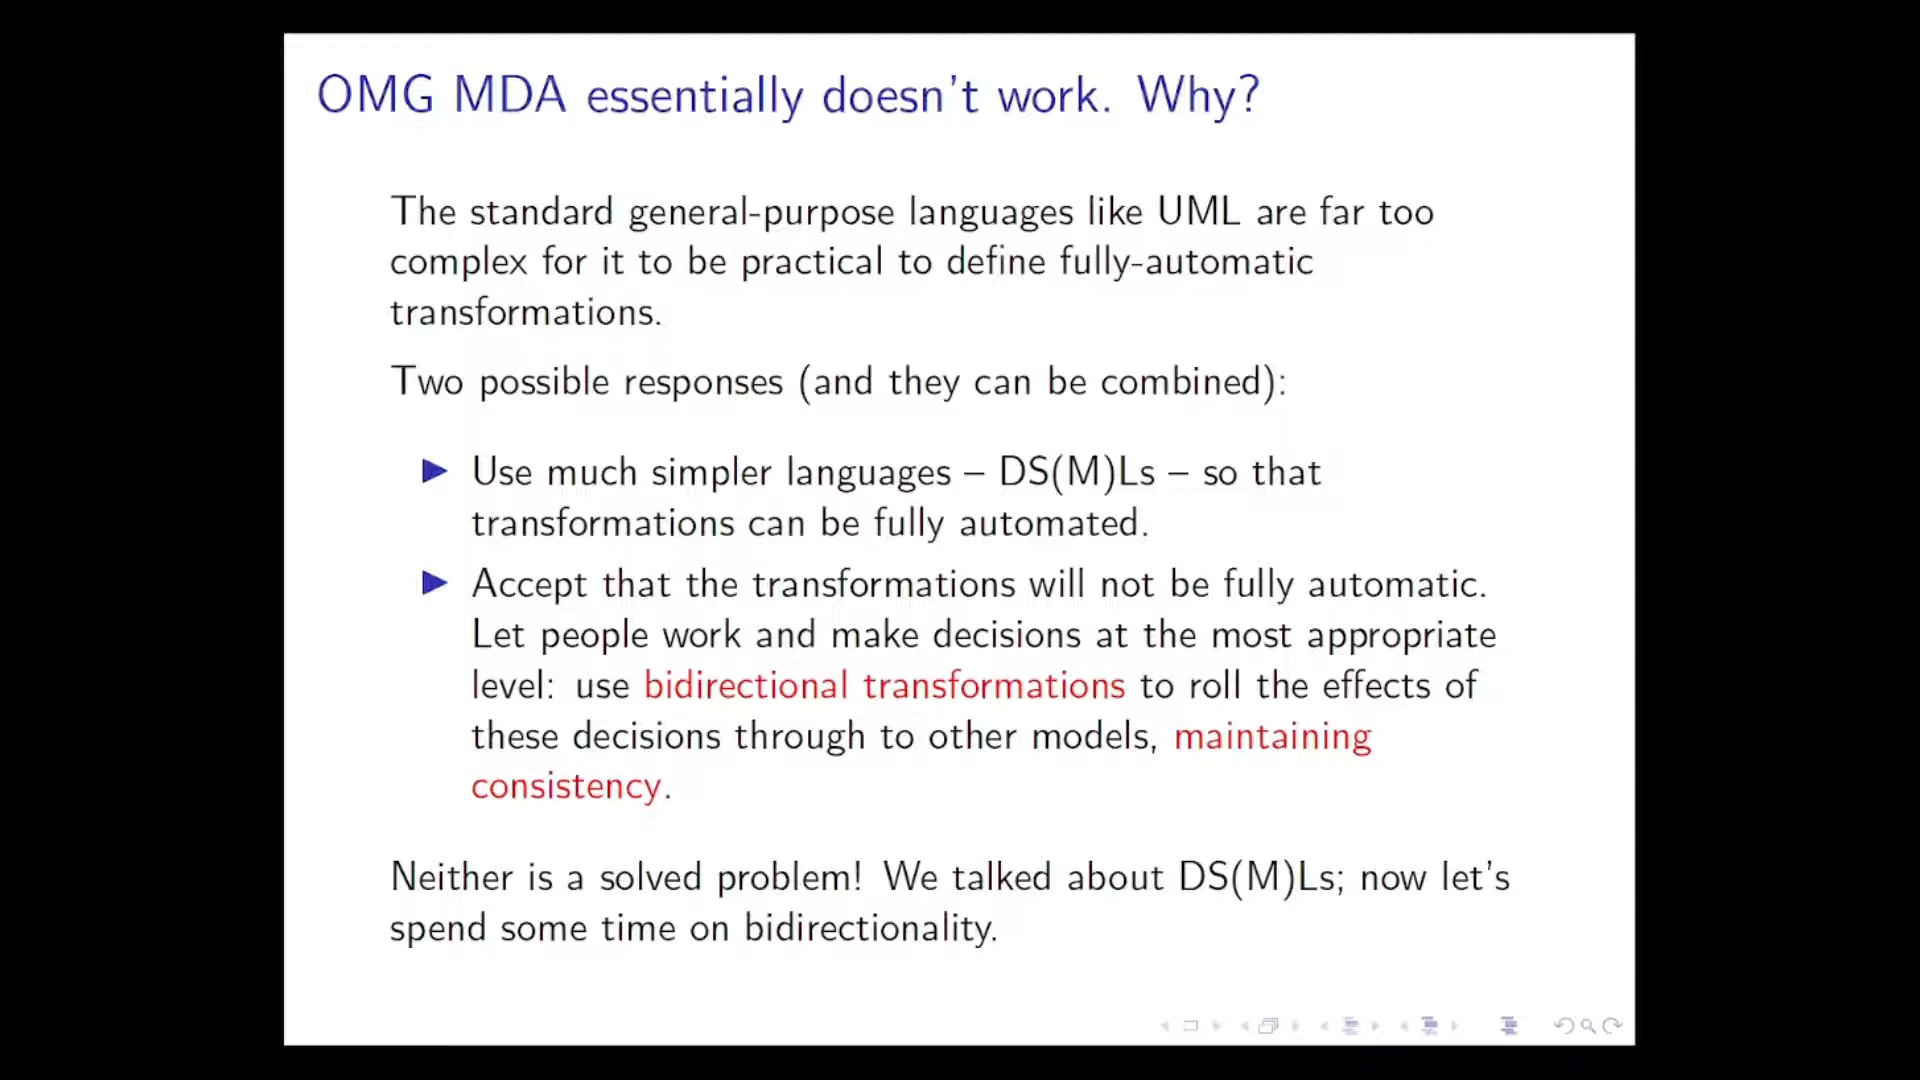 OMG MDA essentially doesn't work. Why?
The standard general-purpose languages like UML are far too
complex for it to be practical to define fully-automatic
transformations.
Two possible responses (and they can be combined):
▶ Use much simpler languages – DS(M)Ls – so that
transformations can be fully automated.
▶ Accept that the transformations will not be fully automatic.
Let people work and make decisions at the most appropriate
level: use bidirectional transformations to roll the effects of
these decisions through to other models, maintaining
consistency.
Neither is a solved problem! We talked about DS(M)Ls; now let's
spend some time on bidirectionality.